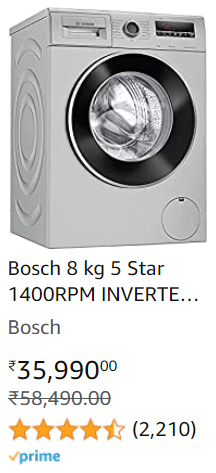 BOSCH
Bosch 8 kg 5 Star
1400RPM INVERTE...
Bosch
₹35,990⁰⁰
₹58,490.00
(2,210)
prime